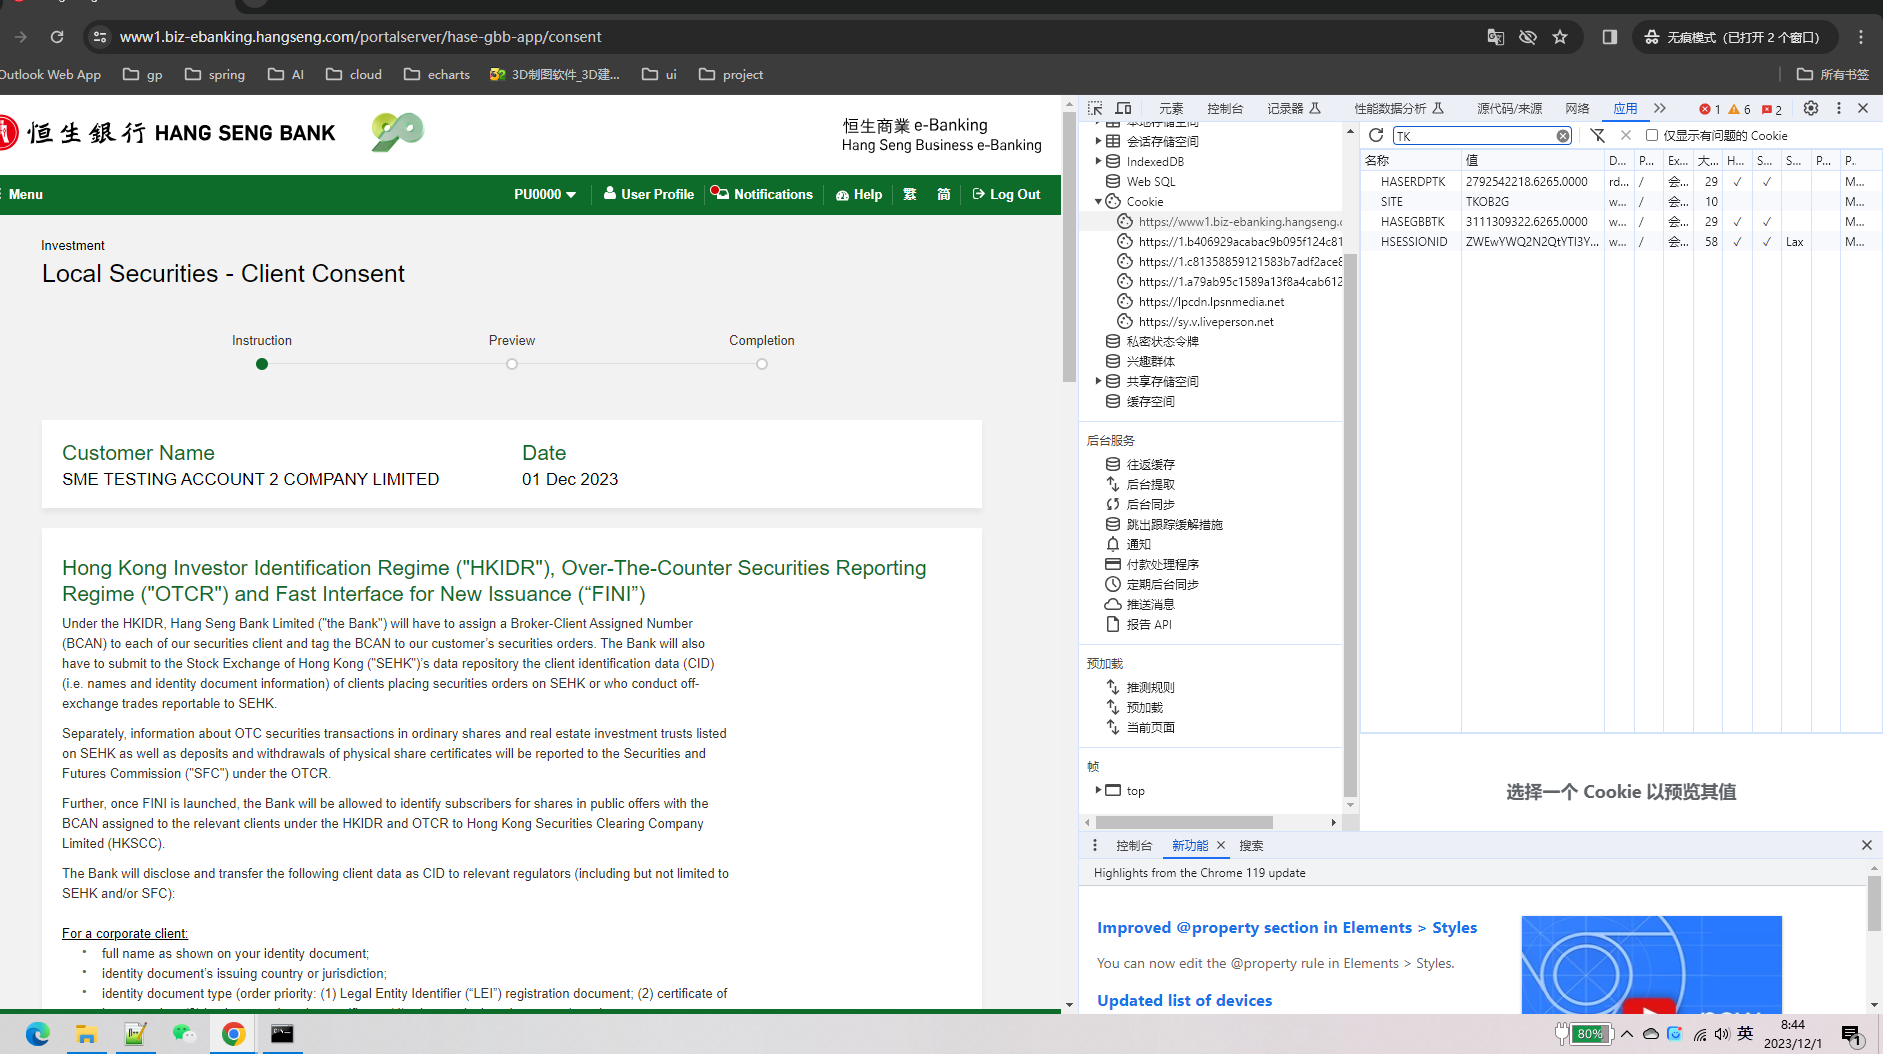 www1.biz-ebanking.hangseng.com/portalserver/hase-gbb-app/consent
无痕模式（已打开 2 个窗口）
Outlook Web App
gp
spring
AI
cloud
echarts
3D制图软件_3D建...
ui
project
所有书签
恒生銀行 HANG SENG BANK
90
恒生商業 e-Banking
Hang Seng Business e-Banking
Menu
PU0000
User Profile
Notifications
Help
繁
简
Log Out
Investment
Local Securities - Client Consent
Instruction
Preview
Completion
Customer Name
Date
SME TESTING ACCOUNT 2 COMPANY LIMITED
01 Dec 2023
Hong Kong Investor Identification Regime ("HKIDR"), Over-The-Counter Securities Reporting
Regime ("OTCR") and Fast Interface for New Issuance (“FINI”)
Under the HKIDR, Hang Seng Bank Limited ("the Bank") will have to assign a Broker-Client Assigned Number
(BCAN) to each of our securities client and tag the BCAN to our customer’s securities orders. The Bank will also
have to submit to the Stock Exchange of Hong Kong ("SEHK")’s data repository the client identification data (CID)
(i.e. names and identity document information) of clients placing securities orders on SEHK or who conduct off-
exchange trades reportable to SEHK.
Separately, information about OTC securities transactions in ordinary shares and real estate investment trusts listed
on SEHK as well as deposits and withdrawals of physical share certificates will be reported to the Securities and
Futures Commission ("SFC") under the OTCR.
Further, once FINI is launched, the Bank will be allowed to identify subscribers for shares in public offers with the
BCAN assigned to the relevant clients under the HKIDR and OTCR to Hong Kong Securities Clearing Company
Limited (HKSCC).
The Bank will disclose and transfer the following client data as CID to relevant regulators (including but not limited to
SEHK and/or SFC):
For a corporate client:
• full name as shown on your identity document;
• identity document’s issuing country or jurisdiction;
• identity document type (order priority: (1) Legal Entity Identifier (“LEI”) registration document; (2) certificate of
元素
控制台
记录器
性能数据分析
源代码/来源
网络
应用
1
6
2
本地存储空间
会话存储空间
IndexedDB
Web SQL
Cookie
https://www1.biz-ebanking.hangseng.c
https://1.b406929acabac9b095f124c81
https://1.c81358859121583b7adf2ace8
https://1.a79ab95c1589a13f8a4cab612
https://lpcdn.lpsnmedia.net
https://sy.v.liveperson.net
私密状态令牌
兴趣群体
共享存储空间
缓存空间
后台服务
往返缓存
后台提取
后台同步
跳出跟踪缓解措施
通知
付款处理程序
定期后台同步
推送消息
报告 API
预加载
推测规则
预加载
当前页面
帧
top
TK
仅显示有问题的 Cookie
名称 值 D... P... Ex... 大... H... S... S... P... P.
HASERDPTK 2792542218.6265.0000 rd... / 会... 29 ✓ ✓ M...
SITE TKOB2G w... / 会... 10 M...
HASEGBBTK 3111309322.6265.0000 w... / 会... 29 ✓ ✓ M...
HSESSIONID ZWEwYWQ2N2QtYTI3Y... w... / 会... 58 ✓ ✓ Lax M...
选择一个 Cookie 以预览其值
控制台
新功能
搜索
Highlights from the Chrome 119 update
Improved @property section in Elements > Styles
You can now edit the @property rule in Elements > Styles.
Updated list of devices
80%
英
8:44
2023/12/1
1